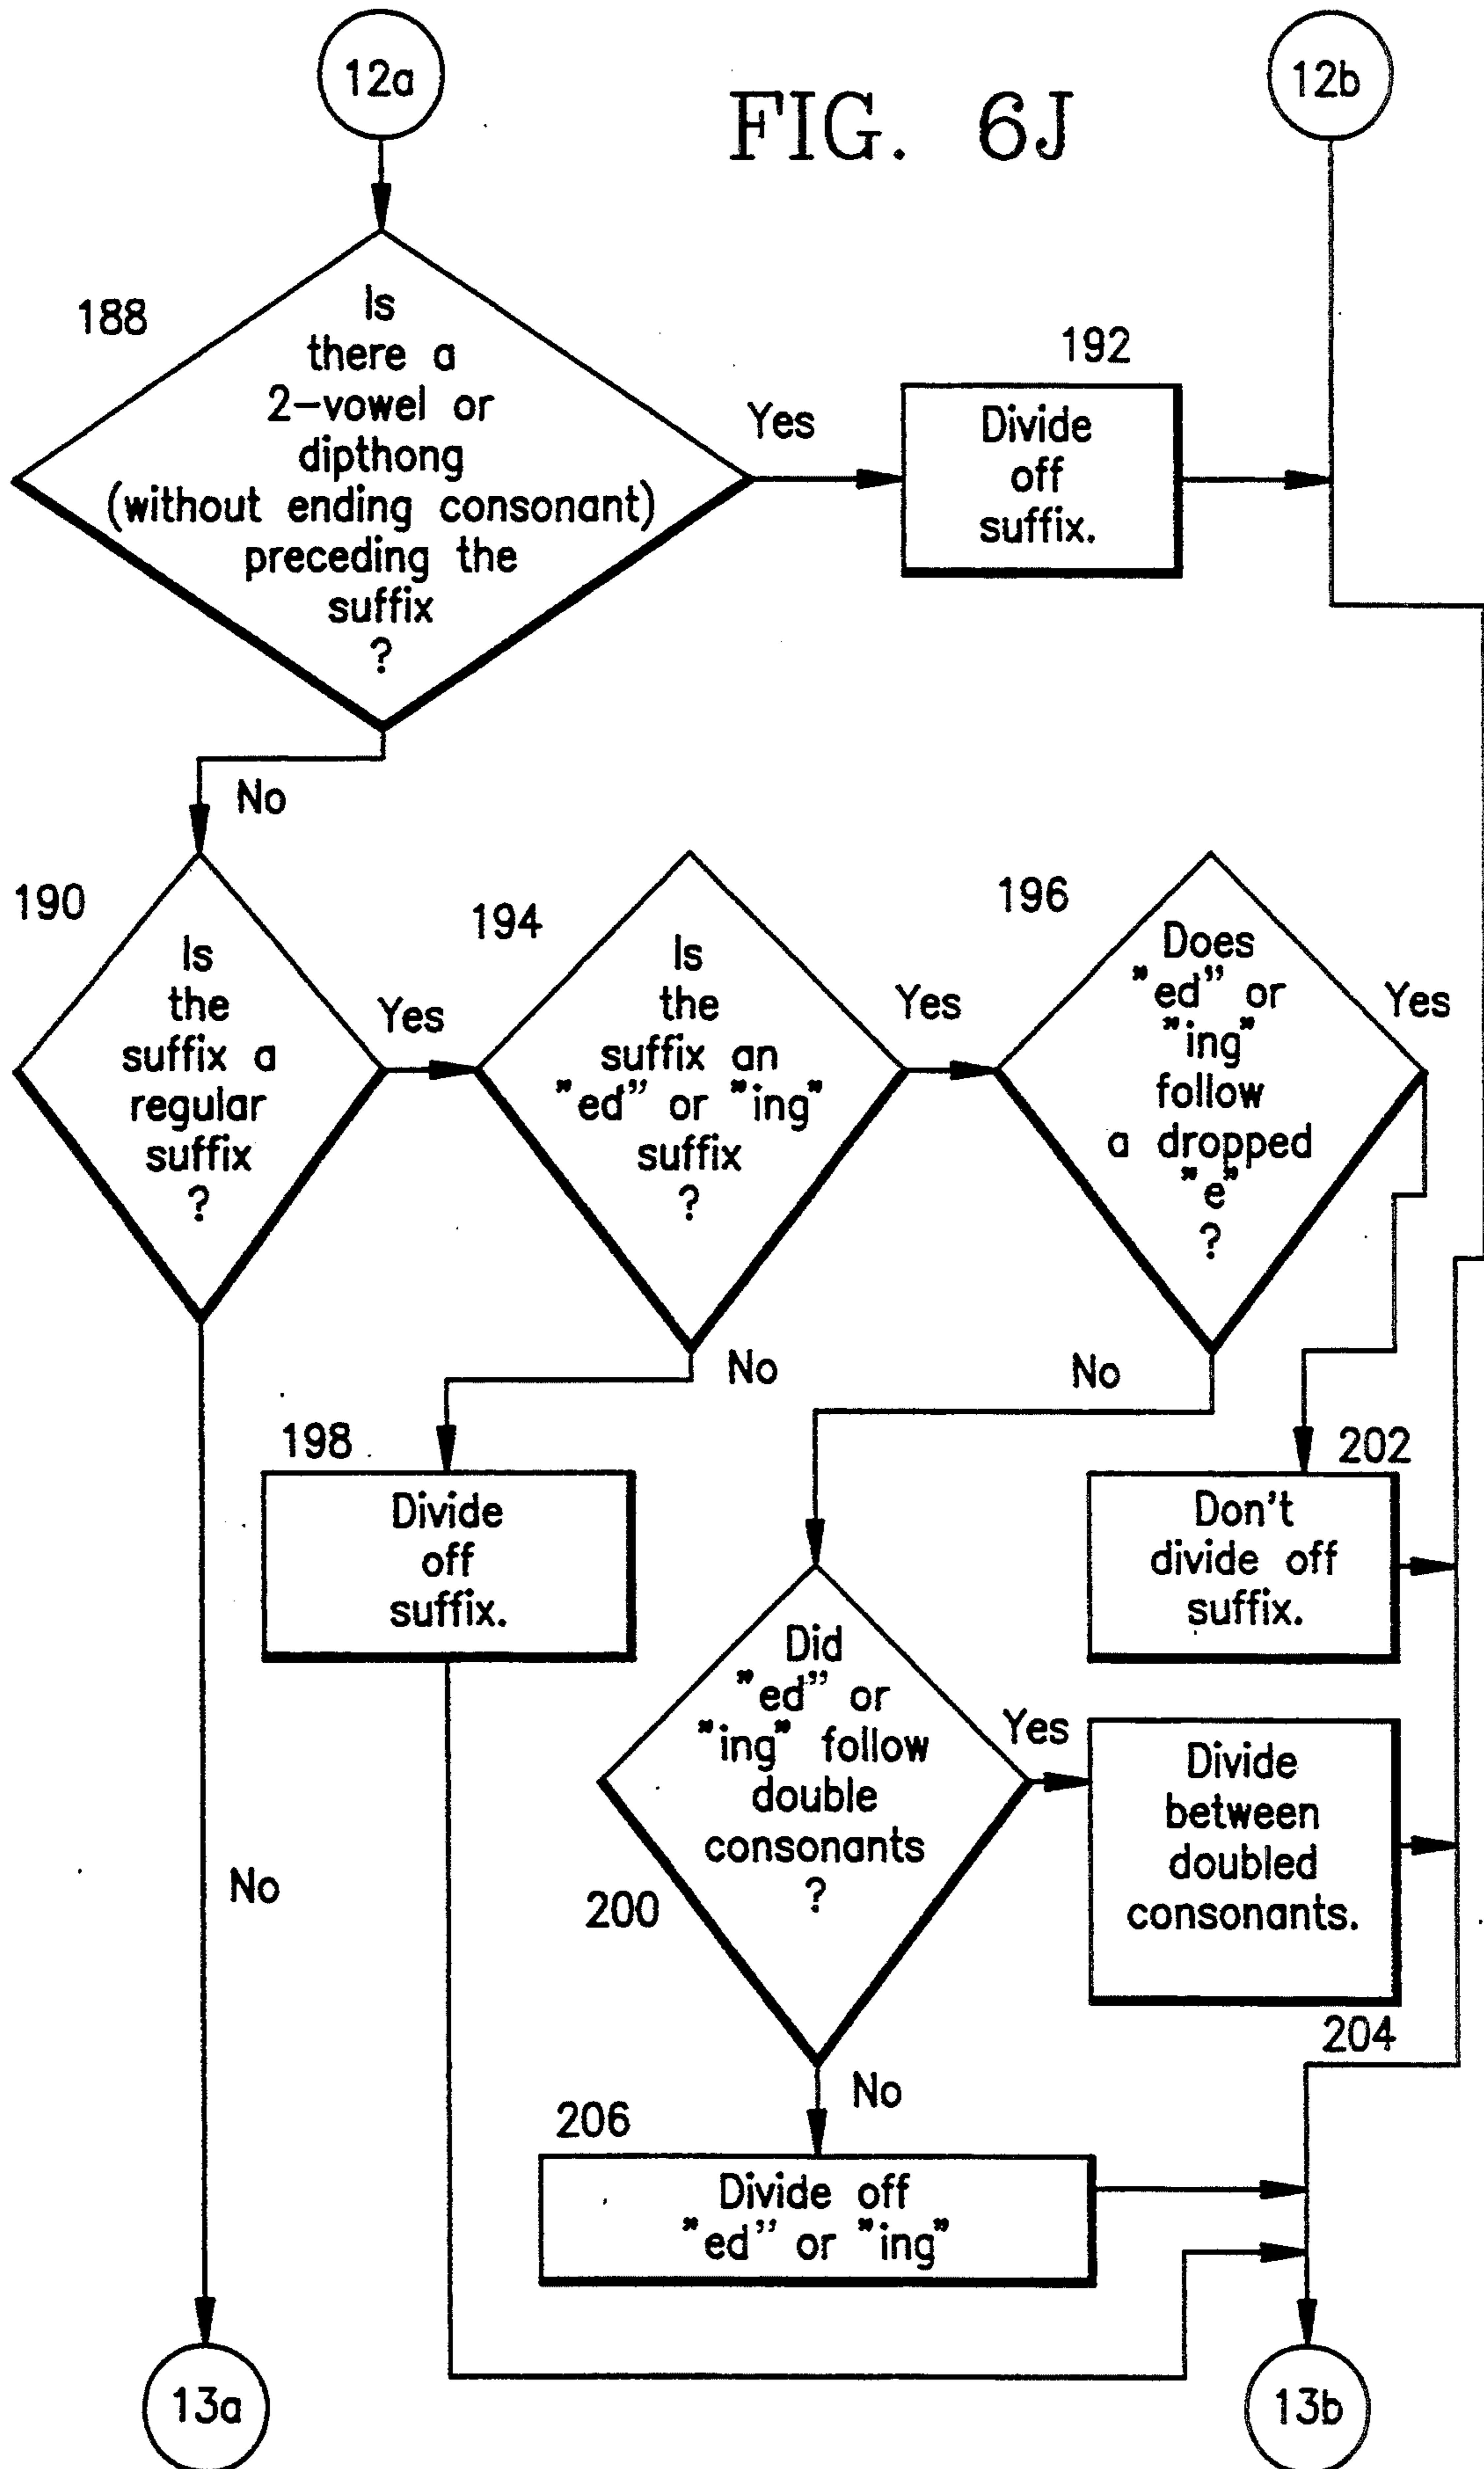 12a
FIG. 6J
12b
188
Is
there a
2-vowel or
dipthong
(without ending consonant)
preceding the
suffix
?
Yes
192
Divide
off
suffix.
No
190
Is
the
suffix a
regular
suffix
?
Yes
194
Is
the
suffix an
"ed" or "ing"
suffix
?
Yes
196
Does
"ed" or
"ing"
follow
a dropped
"e"
?
Yes
No
No
198
Divide
off
suffix.
202
Don't
divide off
suffix.
Did
"ed" or
"ing" follow
double
consonants
?
200
Yes
Divide
between
doubled
consonants.
204
No
No
206
Divide off
"ed" or "ing"
13a
13b